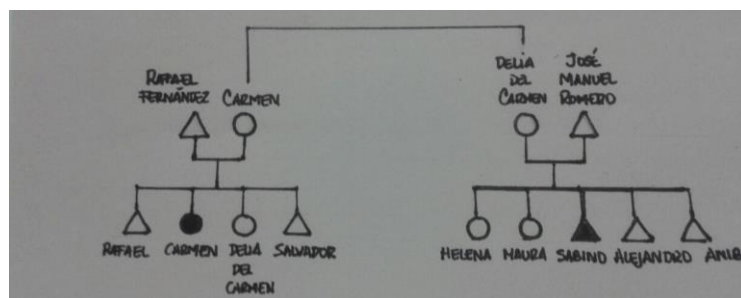 RAFAEL
FERNÁNDEZ
CARMEN
DELIA
DEL
CARMEN
JOSÉ
MANUEL
ROMERO
RAFAEL
CARMEN
DELIA
DEL
CARMEN
SALVADOR
HELENA
MAURA
SABINO
ALEJANDRO